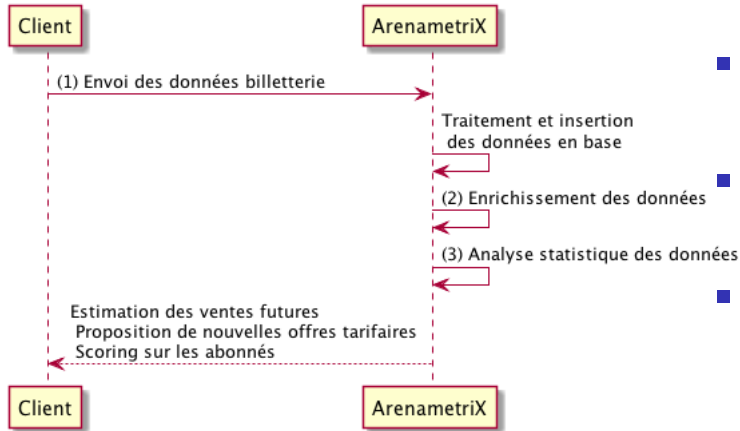 Client
ArenametriX
(1) Envoi des données billetterie
Traitement et insertion
des données en base
(2) Enrichissement des données
(3) Analyse statistique des données
Estimation des ventes futures
Proposition de nouvelles offres tarifaires
Scoring sur les abonnés
Client
ArenametriX